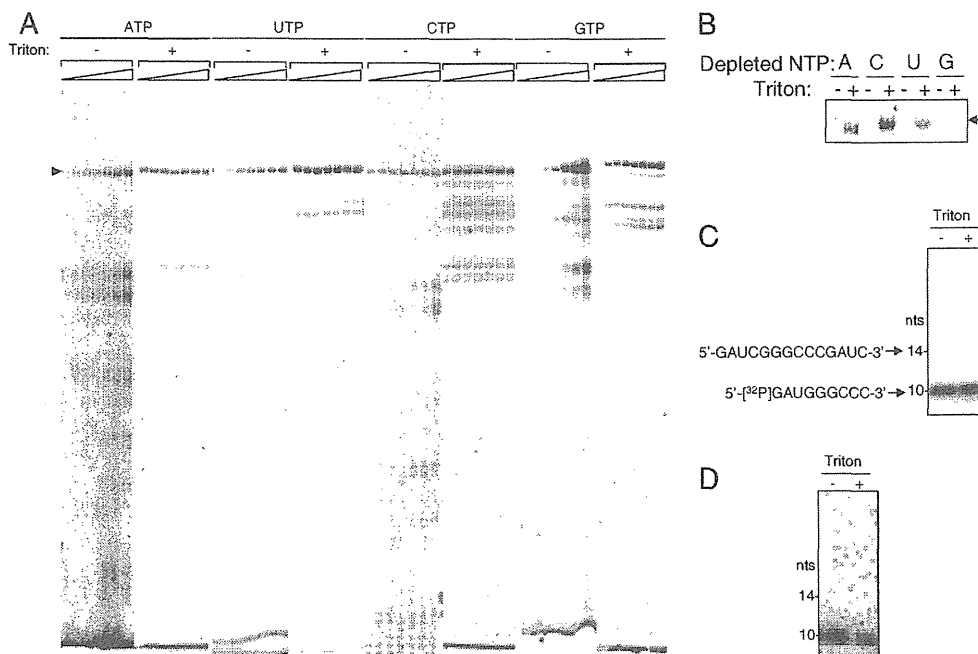 A
ATP UTP CTP GTP
Triton: - + - + - + - +
B
Depleted NTP: A C U G
Triton: - + - + - + - +
C
Triton
- +
nts
5'-GAUCGGGCCCGAUC-3' 14
5'-[³²P]GAUGGGCCC-3' 10
D
Triton
- +
nts
14
10